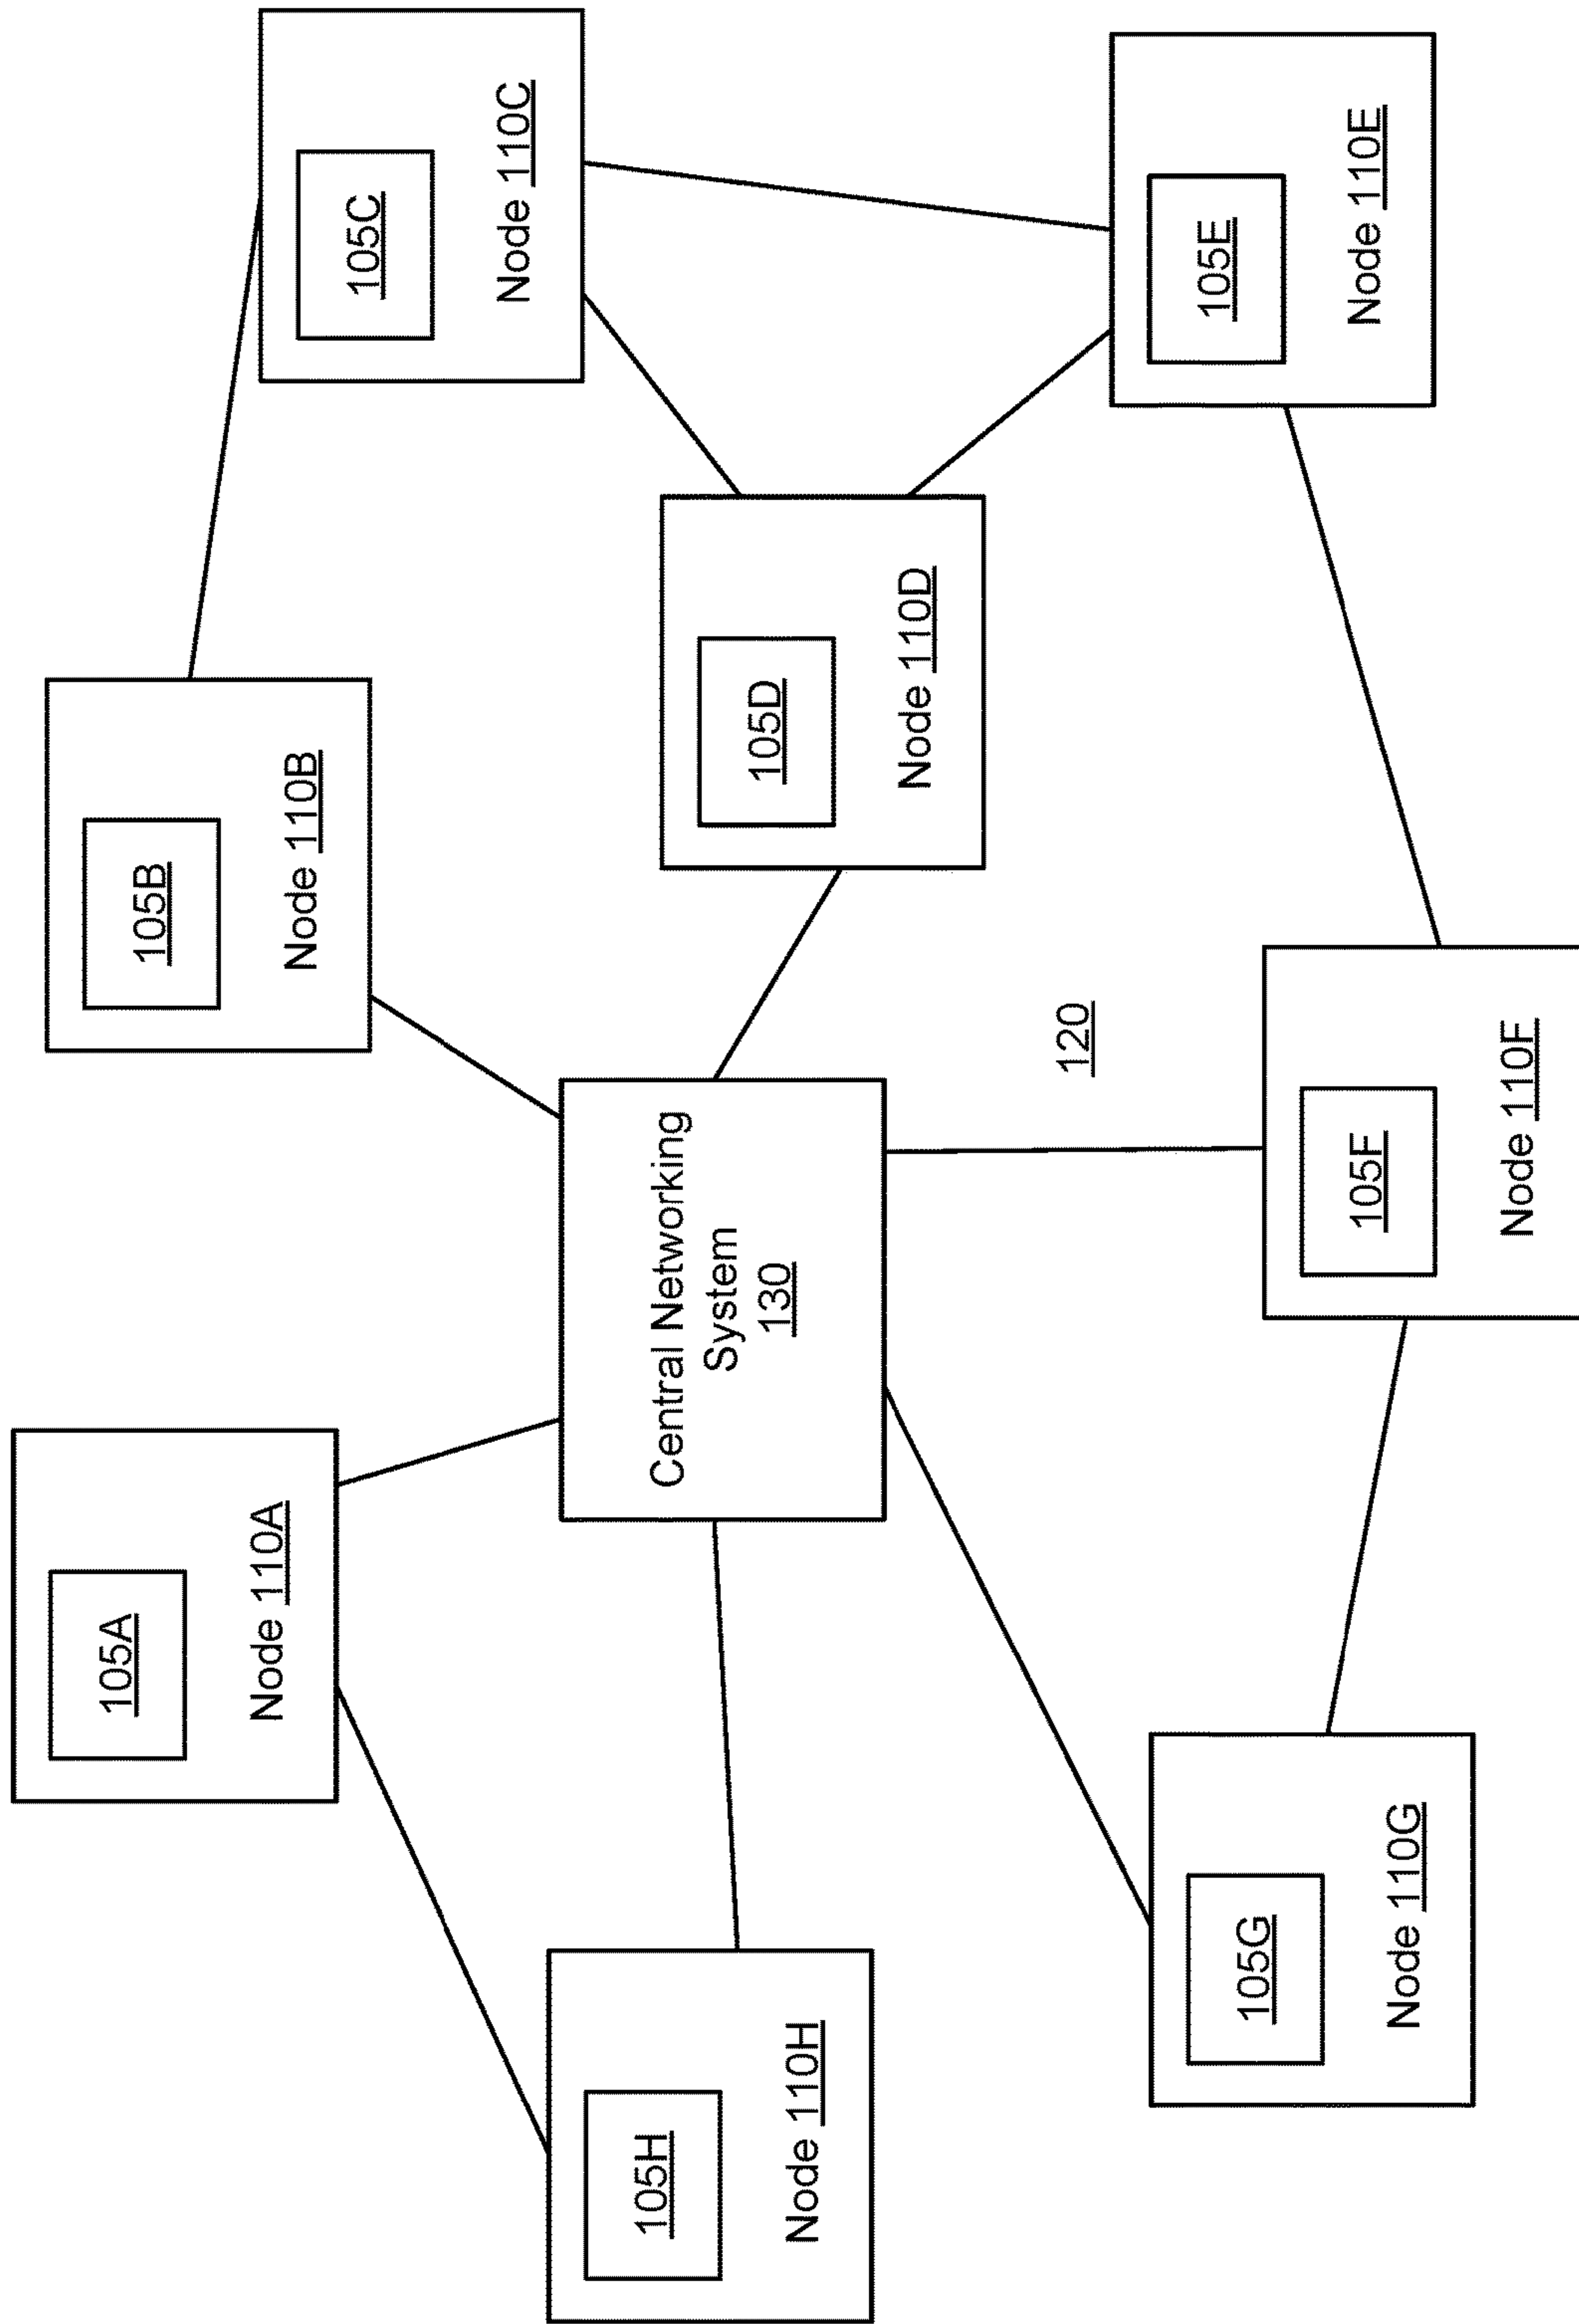 105A
Node 110A
105B
Node 110B
105C
Node 110C
105H
Node 110H
Central Networking
System
130
105D
Node 110D
120
105G
Node 110G
105F
Node 110F
105E
Node 110E